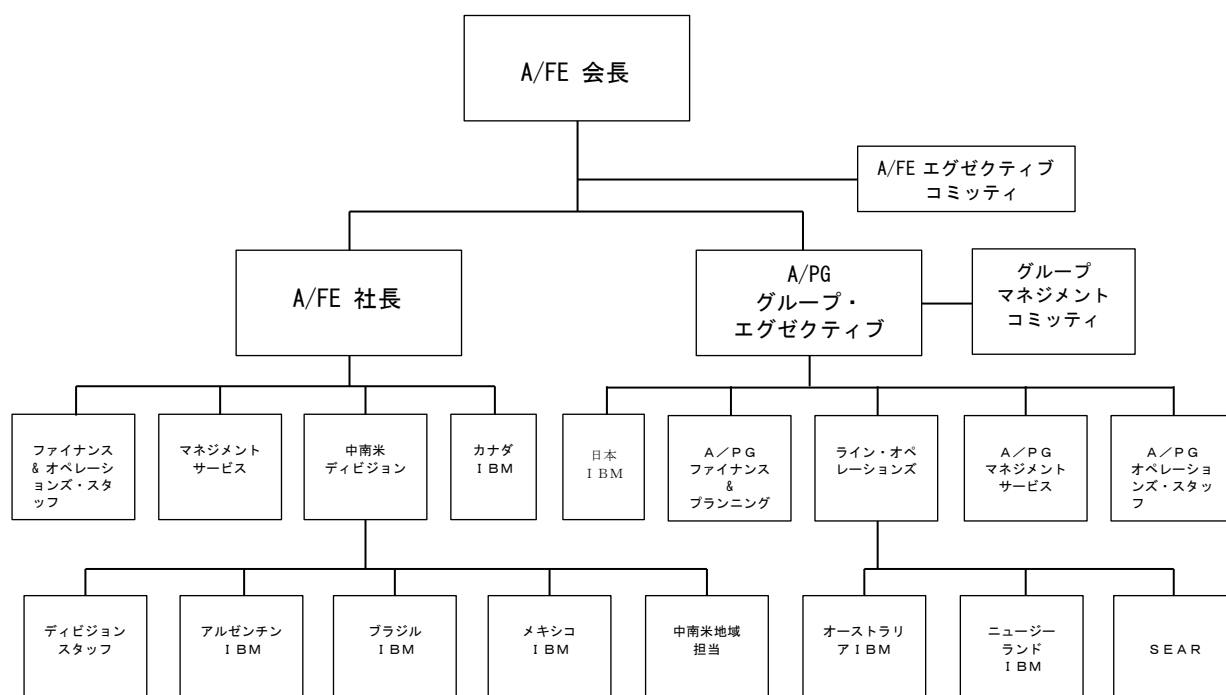 A/FE 会長
A/FE エグゼクティブ
コミッティ
A/FE 社長
A/PG
グループ・
エグゼクティブ
グループ
マネジメント
コミッティ
ファイナンス
& オペレーシ
ョンズ・スタ
ッフ
マネジメント
サービス
中南米
ディビジョン
カナダ
ＩＢＭ
日本
ＩＢＭ
Ａ／ＰＧ
ファイナンス
&
プランニング
ライン・オペ
レーションズ
Ａ／ＰＧ
マネジメント
サービス
Ａ／ＰＧ
オペレーショ
ンズ・スタッ
フ
ディビジョン
スタッフ
アルゼンチン
ＩＢＭ
ブラジル
ＩＢＭ
メキシコ
ＩＢＭ
中南米地域
担当
オーストラリ
アＩＢＭ
ニュージー
ランド
ＩＢＭ
ＳＥＡＲ